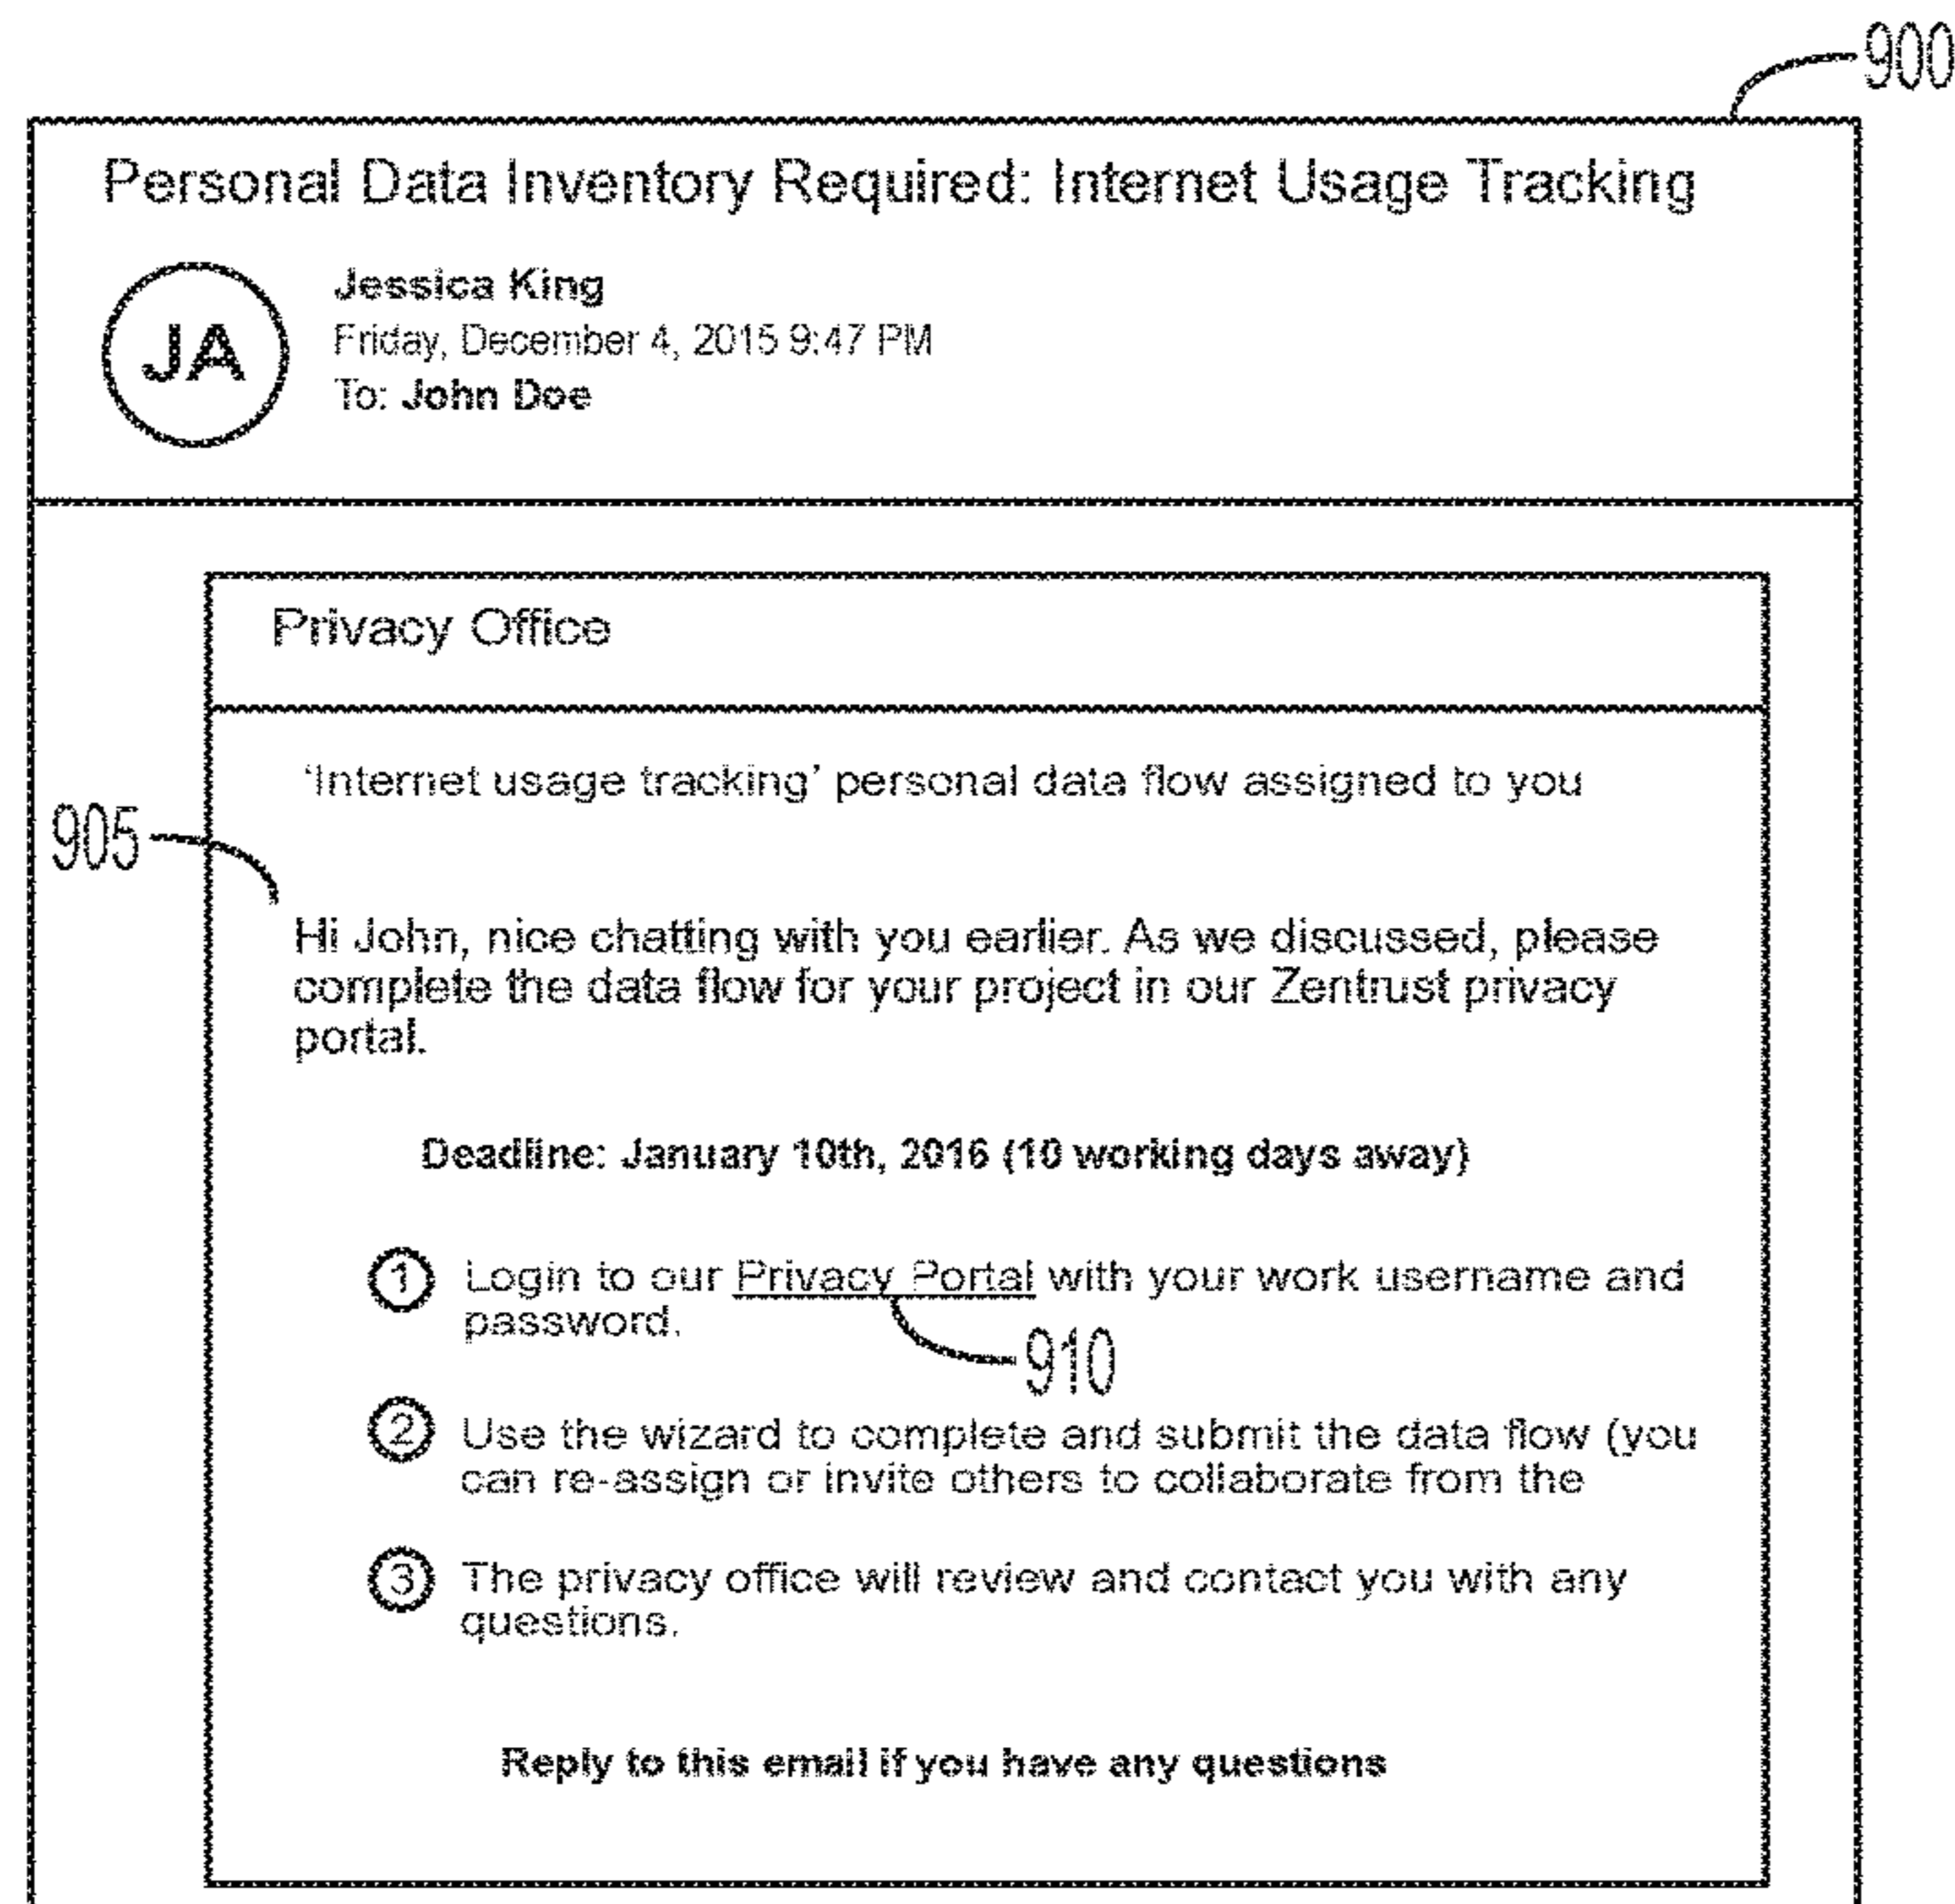 900
Personal Data Inventory Required: Internet Usage Tracking
JA
Jessica King
Friday, December 4, 2015 9:47 PM
To: John Doe
Privacy Office
'Internet usage tracking' personal data flow assigned to you
905
Hi John, nice chatting with you earlier. As we discussed, please
complete the data flow for your project in our Zentrust privacy
portal.
Deadline: January 10th, 2016 (10 working days away)
1 Login to our Privacy Portal with your work username and
password.
910
2 Use the wizard to complete and submit the data flow (you
can re-assign or invite others to collaborate from the
3 The privacy office will review and contact you with any
questions.
Reply to this email if you have any questions